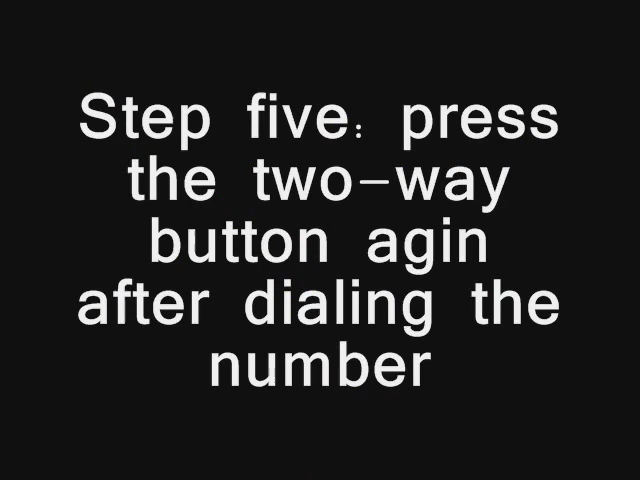 Step five: press
the two-way
button agin
after dialing the
number